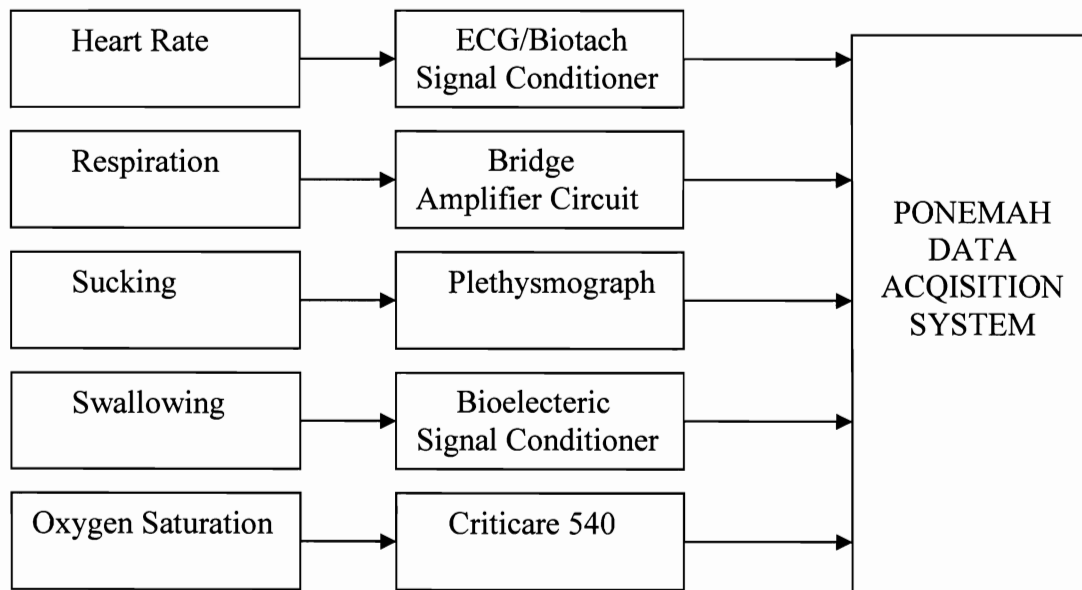 Heart Rate
ECG/Biotach
Signal Conditioner
Respiration
Bridge
Amplifier Circuit
Sucking
Plethysmograph
Swallowing
Bioelecteric
Signal Conditioner
Oxygen Saturation
Criticare 540
PONEMAH
DATA
ACQISITION
SYSTEM